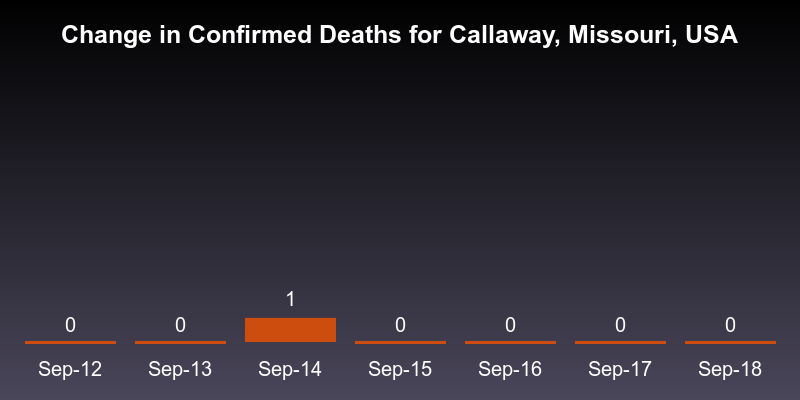 Change in Confirmed Deaths for Callaway, Missouri, USA
1
0 0 0 0 0 0
Sep-12 Sep-13 Sep-14 Sep-15 Sep-16 Sep-17 Sep-18